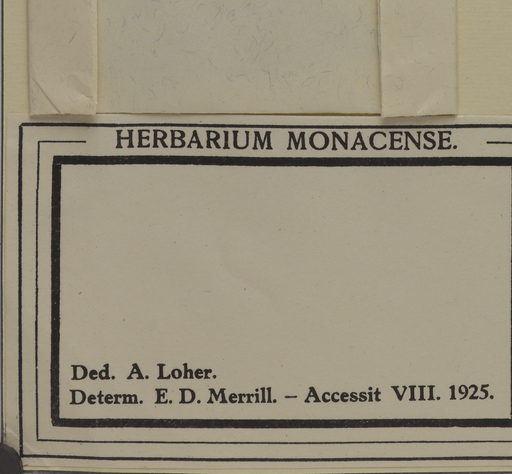 HERBARIUM MONACENSE.
Ded. A. Loher.
Determ. E. D. Merrill. – Accessit VIII. 1925.